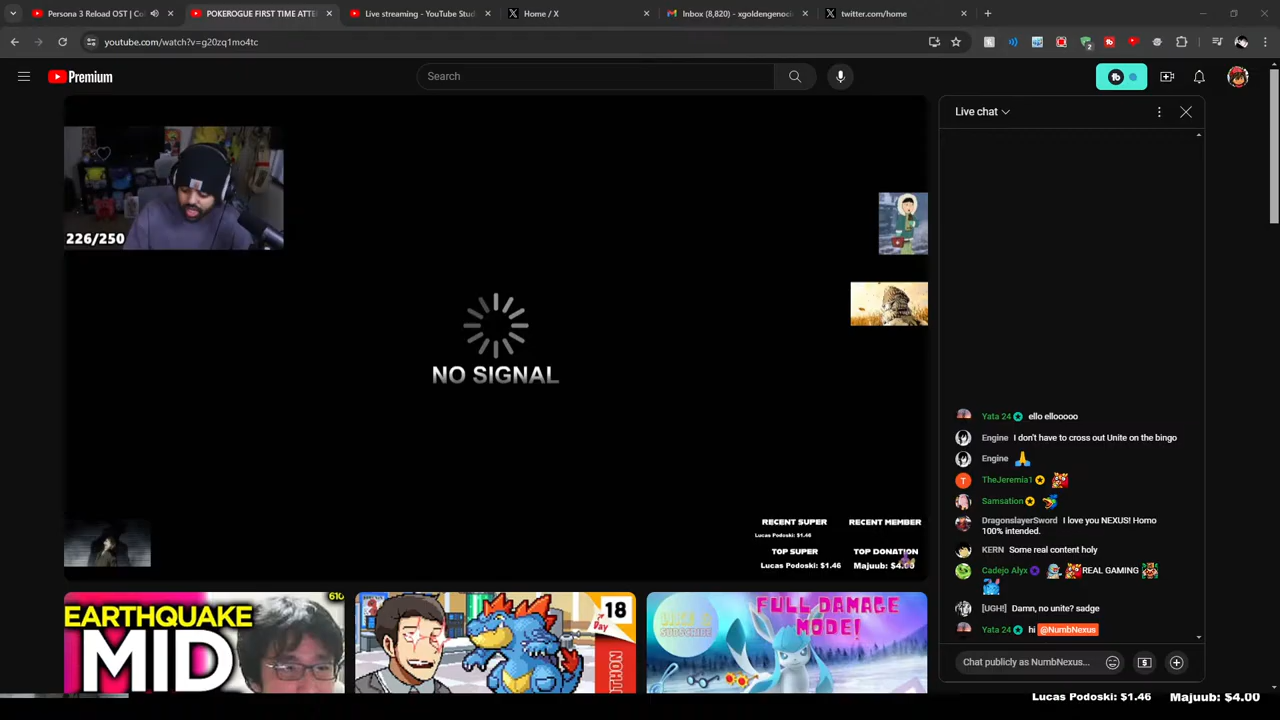 Persona 3 Reload OST | Co
POKEROGUE FIRST TIME ATTE
Live streaming - YouTube Stud
Home / X
Inbox (8,820) - xgoldengenoci
twitter.com/home
youtube.com/watch?v=g20zq1mo4tc
Premium
Search
Live chat
226/250
NO SIGNAL
RECENT SUPER
RECENT MEMBER
Lucas Podoski: $1.46
TOP SUPER
TOP DONATION
Lucas Podoski: $1.46
Majuub: $4.00
Yata 24 ello ellooooo
Engine I don't have to cross out Unite on the bingo
Engine 🙏
TheJeremia1
Samsation
DragonslayerSword I love you NEXUS! Homo
100% intended.
KERN Some real content holy
Cadejo Alyx REAL GAMING
[UGH!] Damn, no unite? sadge
Yata 24 hi @NumbNexus
Chat publicly as NumbNexus...
EARTHQUAKE
MID
610
18
Day
FULL DAMAGE
MODE!
SUBSCRIBE
Lucas Podoski: $1.46
Majuub: $4.00